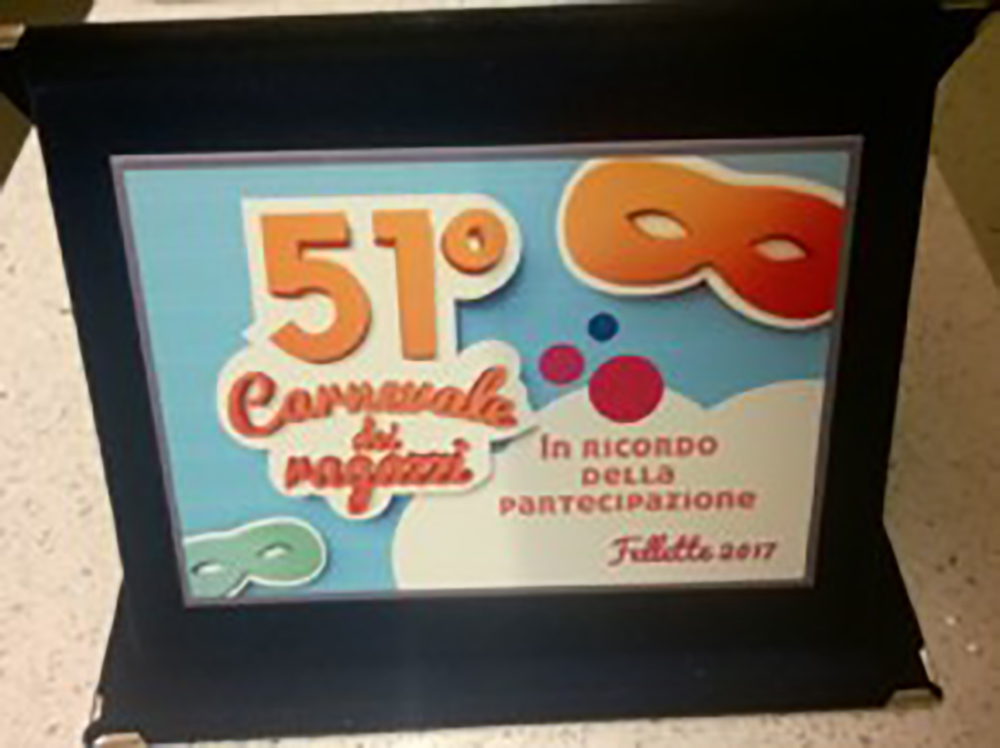 51°
Carnevale
dei
ragazzi
In RICORDO
DELLA
PARTECIPAZIONE
Fellette 2017